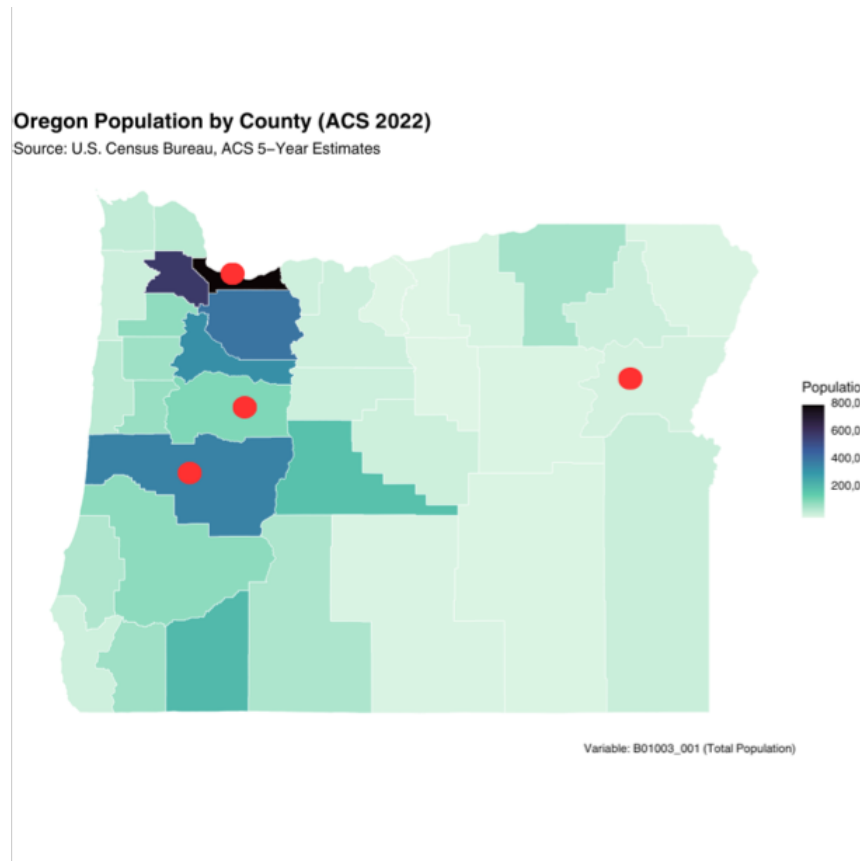 Oregon Population by County (ACS 2022)
Source: U.S. Census Bureau, ACS 5−Year Estimates
Populatio
800,0
600,0
400,0
200,0
Variable: B01003_001 (Total Population)